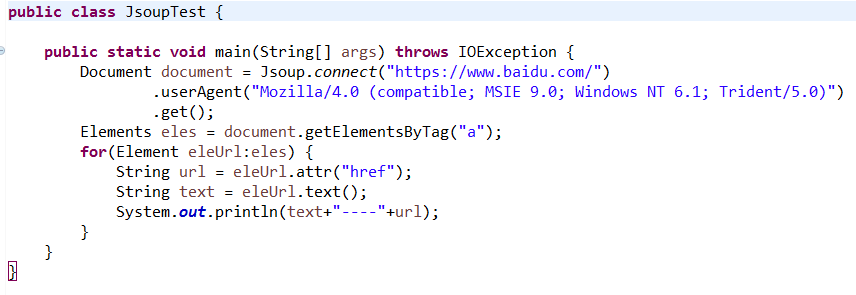 public class JsoupTest {
public static void main(String[] args) throws IOException {
Document document = Jsoup.connect("https://www.baidu.com/")
.userAgent("Mozilla/4.0 (compatible; MSIE 9.0; Windows NT 6.1; Trident/5.0)")
.get();
Elements eles = document.getElementsByTag("a");
for(Element eleUrl:eles) {
String url = eleUrl.attr("href");
String text = eleUrl.text();
System.out.println(text+"----"+url);
}
}
}